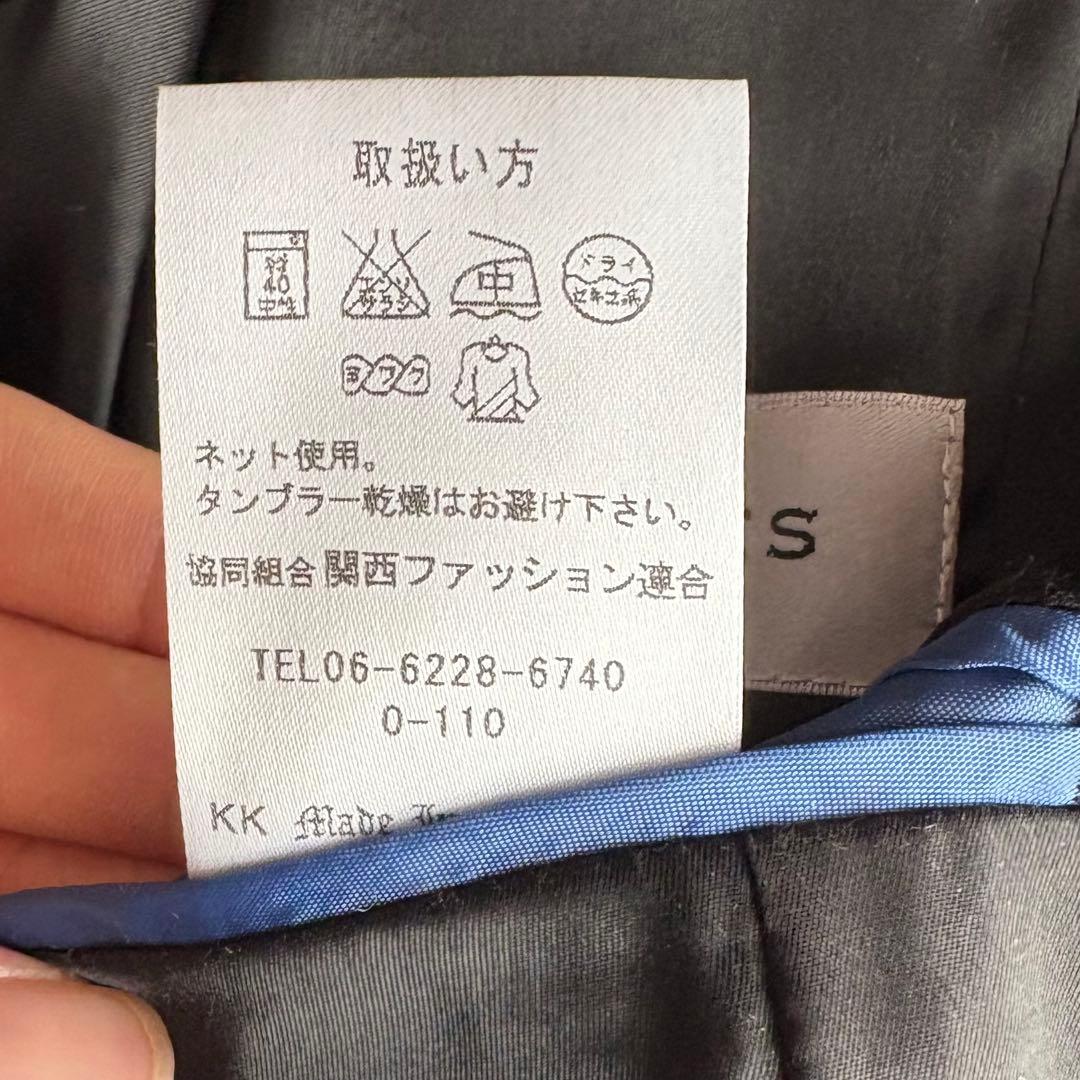 取扱い方
弱 40 中性
エンソ サラシ
中
ドライ
セキユ系
ヨワク
ネット使用。
タンブラー乾燥はお避け下さい。
協同組合 関西ファッション連合
TEL06-6228-6740
0-110
KK Made In
S